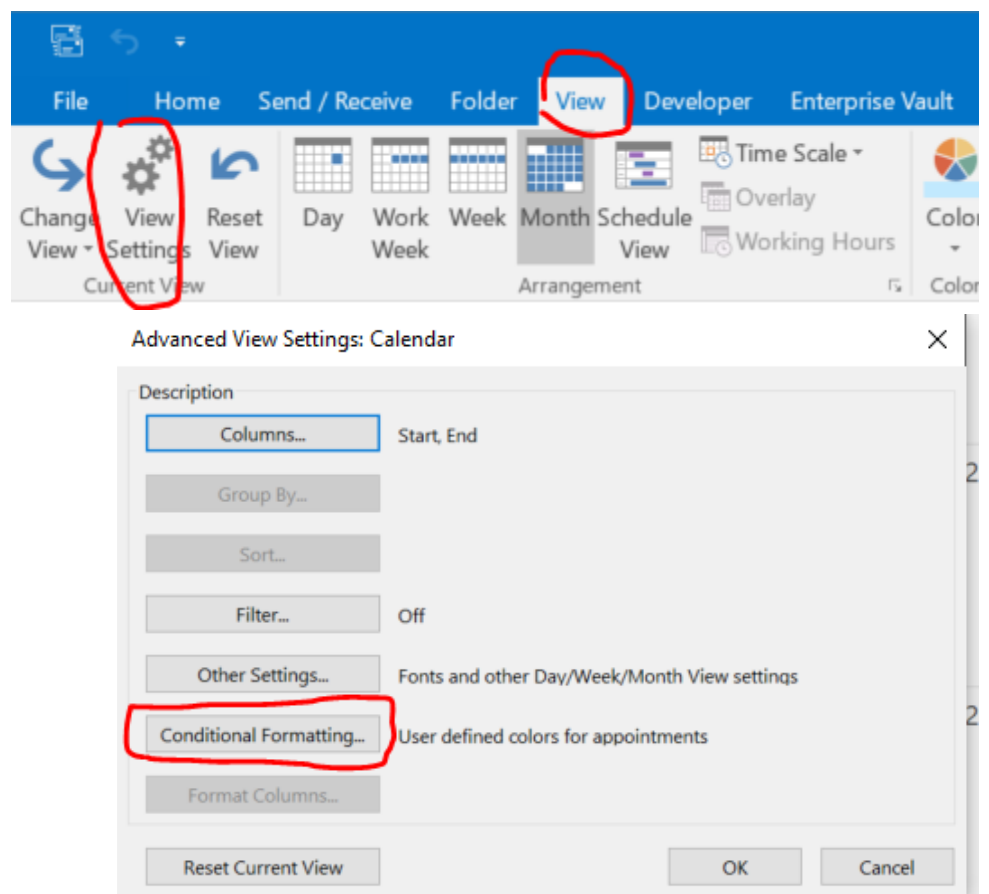 File Home Send / Receive Folder View Developer Enterprise Vault
Change View Reset Day Work Week Month Schedule Time Scale
View Settings View Week View Overlay
Working Hours
Color
Current View Arrangement Color
Advanced View Settings: Calendar
Description
Columns... Start, End
Group By...
2
Sort...
Filter... Off
Other Settings... Fonts and other Day/Week/Month View settings
2
Conditional Formatting... User defined colors for appointments
Format Columns...
Reset Current View OK Cancel